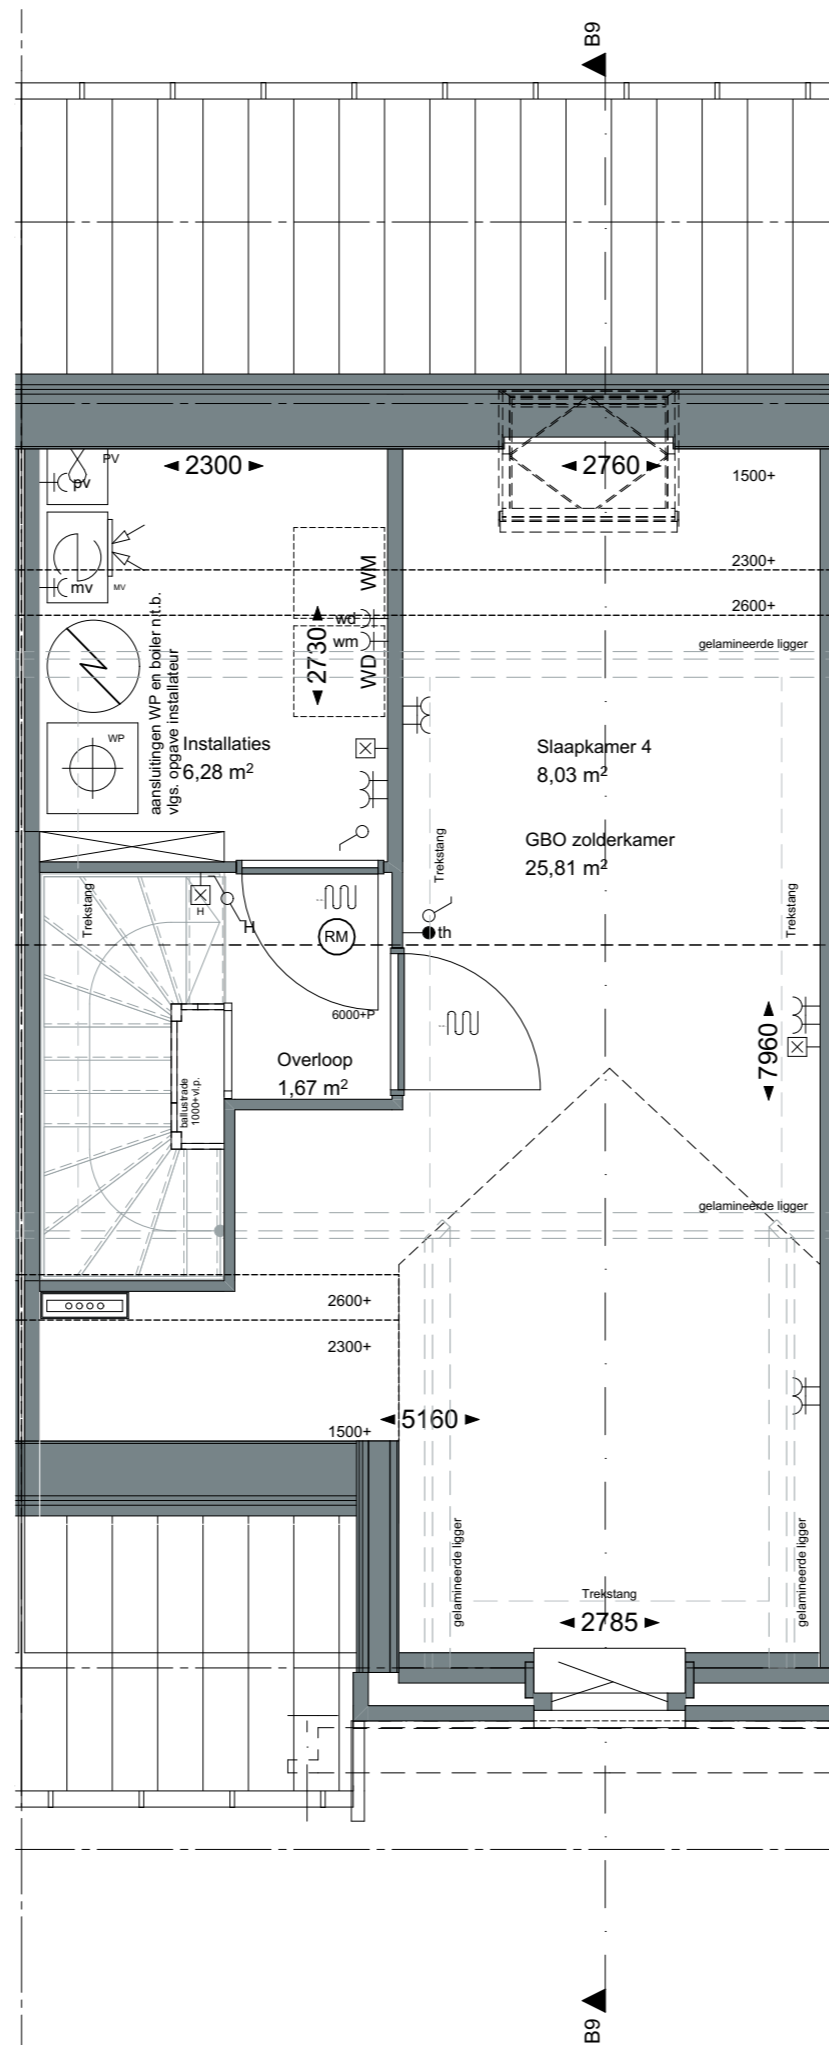 B9
PV
pv
2300
2760
1500+
mv
MV
WM
2300+
2600+
wd
wm
WD
2730
gelamineerde ligger
aansluitingen WP en boiler n.t.b.
vlgs. opgave installateur
WP
Installaties
6,28 m²
Slaapkamer 4
8,03 m²
GBO zolderkamer
25,81 m²
Trekstang
Trekstang
Trekstang
H
H
RM
th
6000+P
Overloop
1,67 m²
7960
ballustrade
1000+vl.p.
gelamineerde ligger
2600+
2300+
1500+
5160
gelamineerde ligger
gelamineerde ligger
Trekstang
2785
B9